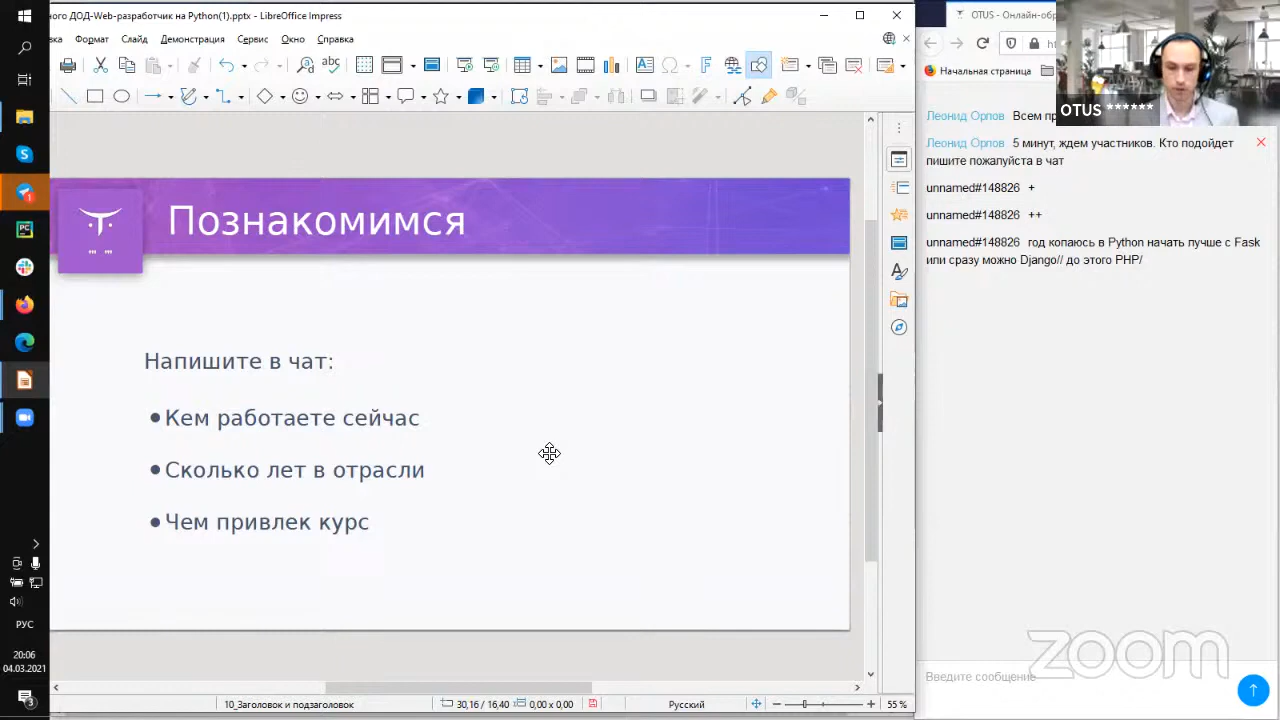 ного ДОД-Web-разработчик на Python(1).pptx - LibreOffice Impress
вка Формат Слайд Демонстрация Сервис Окно Справка
Познакомимся
Напишите в чат:
Кем работаете сейчас
Сколько лет в отрасли
Чем привлек курс
РУС
20:06
04.03.2021
3
10_Заголовок и подзаголовок
30,16 / 16,40
0,00 x 0,00
Русский
55 %
OTUS - Онлайн-обр
ht
Начальная страница
OTUS ******
Леонид Орлов Всем пр
Леонид Орлов 5 минут, ждем участников. Кто подойдет
пишите пожалуйста в чат
unnamed#148826 +
unnamed#148826 ++
unnamed#148826 год копаюсь в Python начать лучше с Fask
или сразу можно Django// до этого PHP/
zoom
Введите сообщение